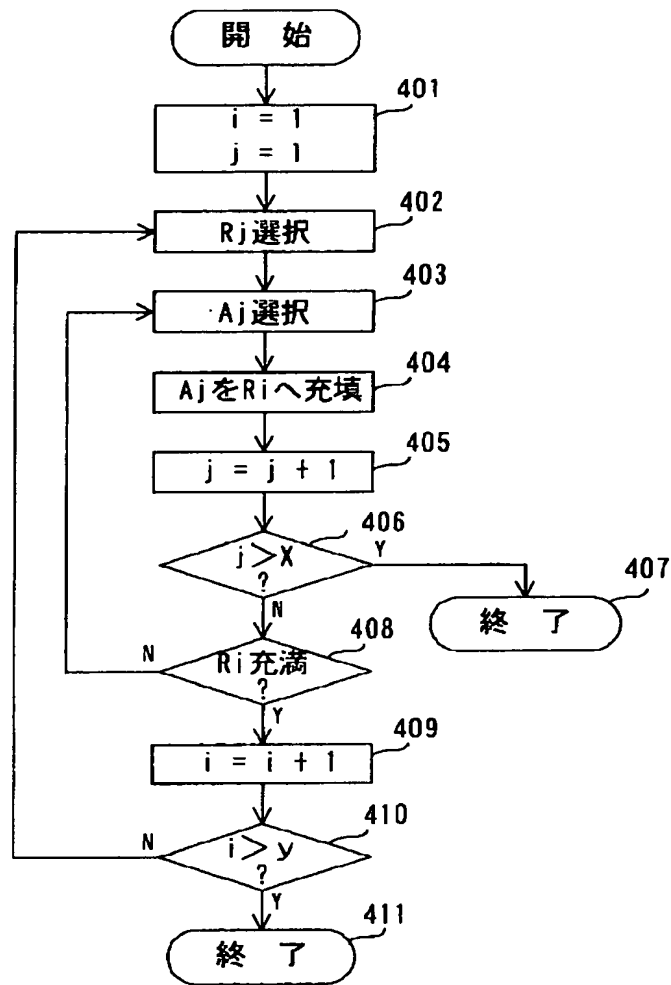 開 始
401
i = 1
j = 1
402
Rj選択
403
Aj選択
404
AjをRiへ充填
405
j = j + 1
406
j＞X
?
Y
N
407
終 了
408
Ri充満
?
N
Y
409
i = i + 1
410
i＞y
?
N
Y
411
終 了